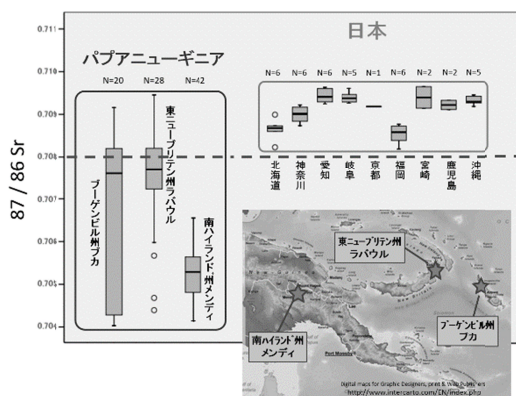 日本
パプアニューギニア
N=20 N=28 N=42
N=6 N=6 N=6 N=5 N=1 N=6 N=2 N=2 N=5
87 / 86 Sr
0.711
0.710
0.709
0.708
0.707
0.706
0.705
0.704
ブーゲンビル州ブカ
東ニューブリテン州ラバウル
南ハイランド州メンディ
北海道
神奈川
愛知
岐阜
京都
福岡
宮崎
鹿児島
沖縄
東ニューブリテン州
ラバウル
ブーゲンビル州
ブカ
南ハイランド州
メンディ
Port Moresby
Digital maps for Graphic Designers, print & Web Publishers
http://www.intercarto.com/EN/index.php